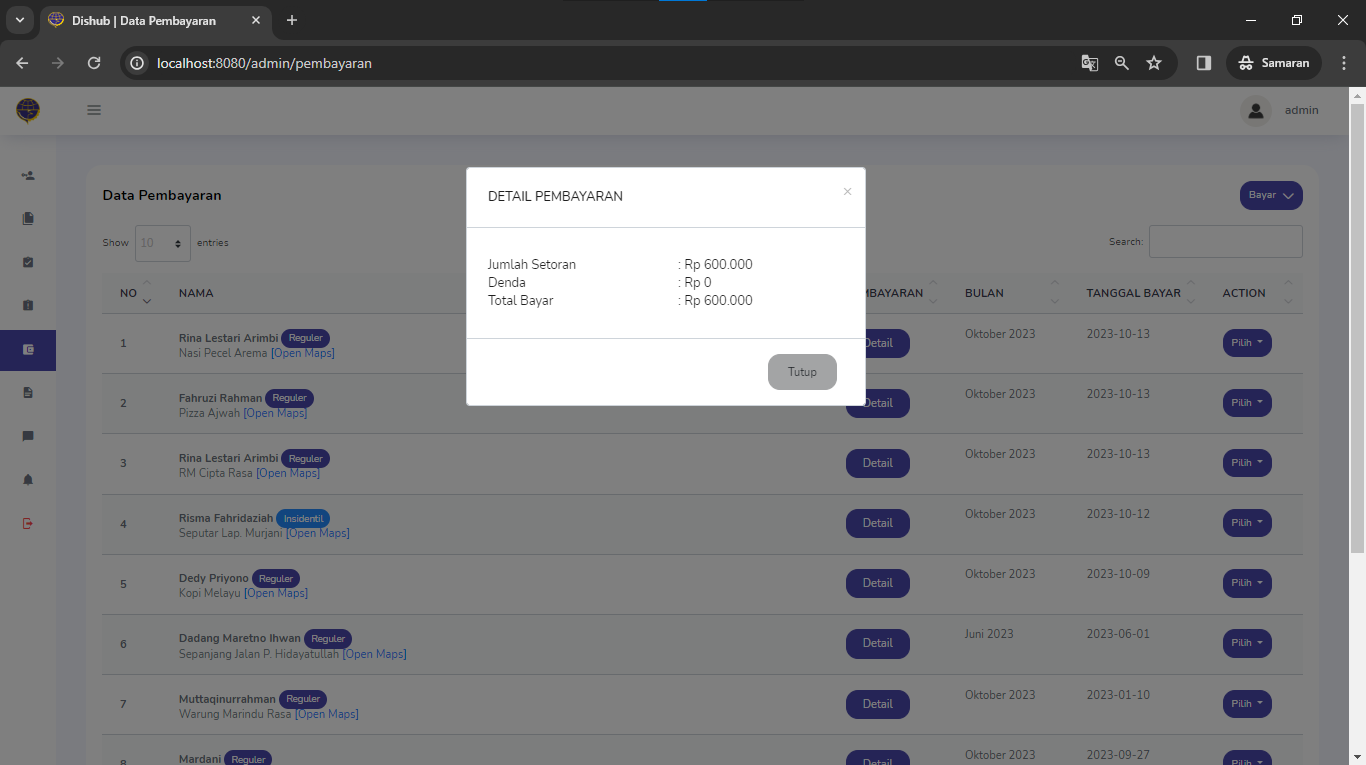 Dishub | Data Pembayaran
localhost:8080/admin/pembayaran
Samaran
admin
Data Pembayaran
Bayar
Show 10 entries
Search:
NO NAMA MBAYARAN BULAN TANGGAL BAYAR ACTION
DETAIL PEMBAYARAN ×
Jumlah Setoran : Rp 600.000
Denda : Rp 0
Total Bayar : Rp 600.000
Tutup
1 Rina Lestari Arimbi Reguler Detail Oktober 2023 2023-10-13 Pilih
Nasi Pecel Arema [Open Maps]
2 Fahruzi Rahman Reguler Detail Oktober 2023 2023-10-13 Pilih
Pizza Ajwah [Open Maps]
3 Rina Lestari Arimbi Reguler Detail Oktober 2023 2023-10-13 Pilih
RM Cipta Rasa [Open Maps]
4 Risma Fahridaziah Insidentil Detail Oktober 2023 2023-10-12 Pilih
Seputar Lap. Murjani [Open Maps]
5 Dedy Priyono Reguler Detail Oktober 2023 2023-10-09 Pilih
Kopi Melayu [Open Maps]
6 Dadang Maretno Ihwan Reguler Detail Juni 2023 2023-06-01 Pilih
Sepanjang Jalan P. Hidayatullah [Open Maps]
7 Muttaqinurrahman Reguler Detail Oktober 2023 2023-01-10 Pilih
Warung Marindu Rasa [Open Maps]
8 Mardani Reguler Detail Oktober 2023 2023-09-27 Pilih